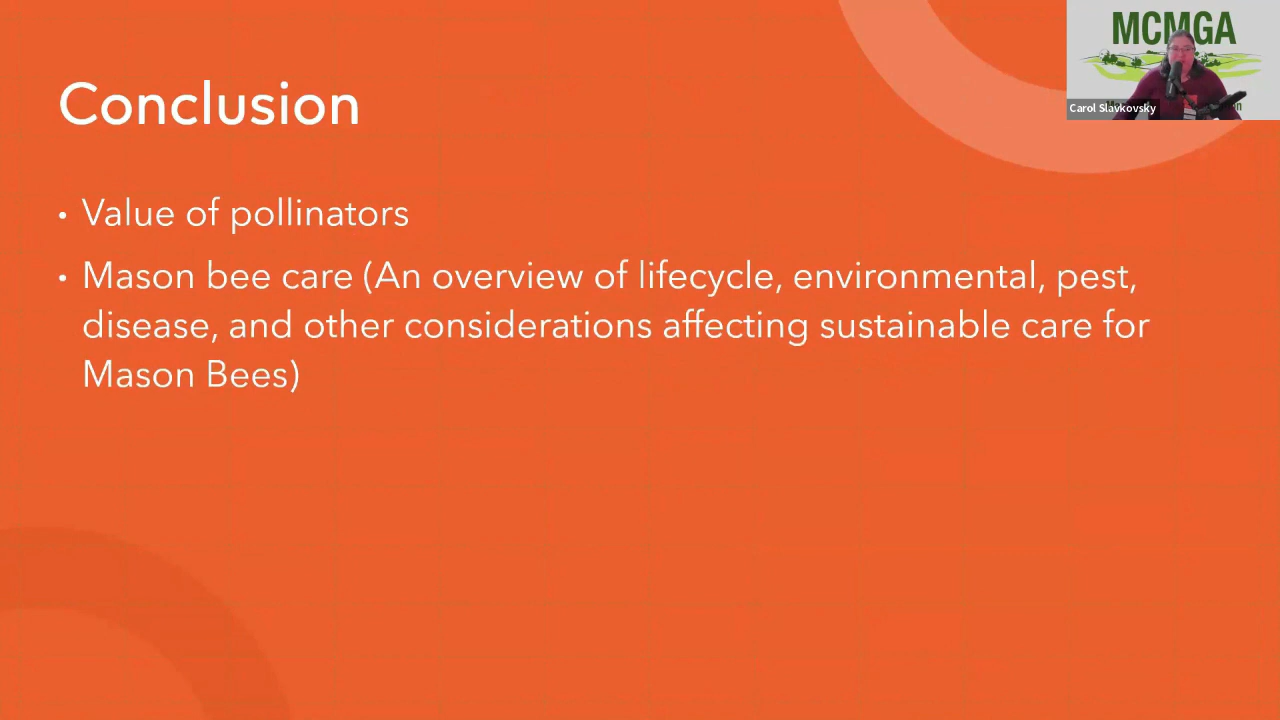 MCMGA
Carol Slavkovsky
Conclusion
• Value of pollinators
• Mason bee care (An overview of lifecycle, environmental, pest,
disease, and other considerations affecting sustainable care for
Mason Bees)